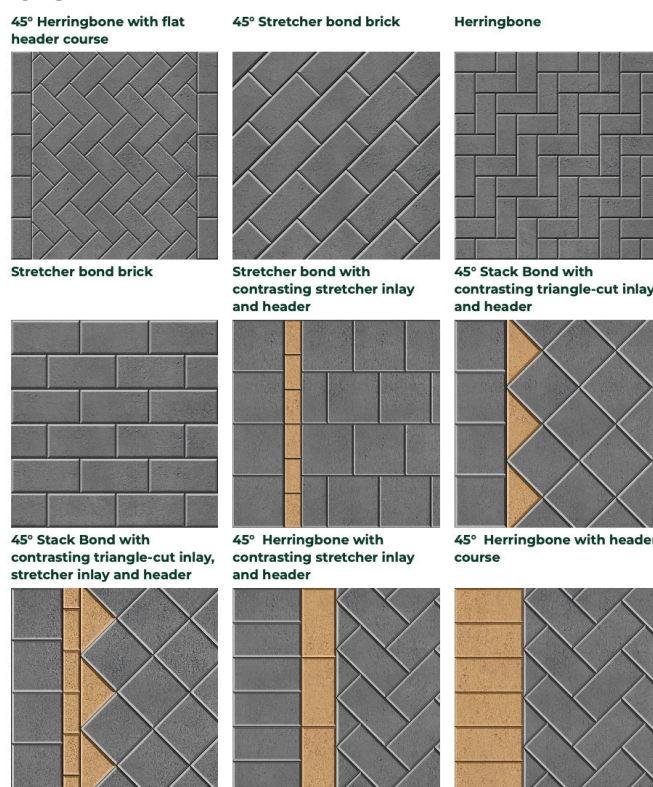 45° Herringbone with flat
header course
45° Stretcher bond brick
Herringbone
Stretcher bond brick
Stretcher bond with
contrasting stretcher inlay
and header
45° Stack Bond with
contrasting triangle-cut inlay
and header
45° Stack Bond with
contrasting triangle-cut inlay,
stretcher inlay and header
45° Herringbone with
contrasting stretcher inlay
and header
45° Herringbone with header
course